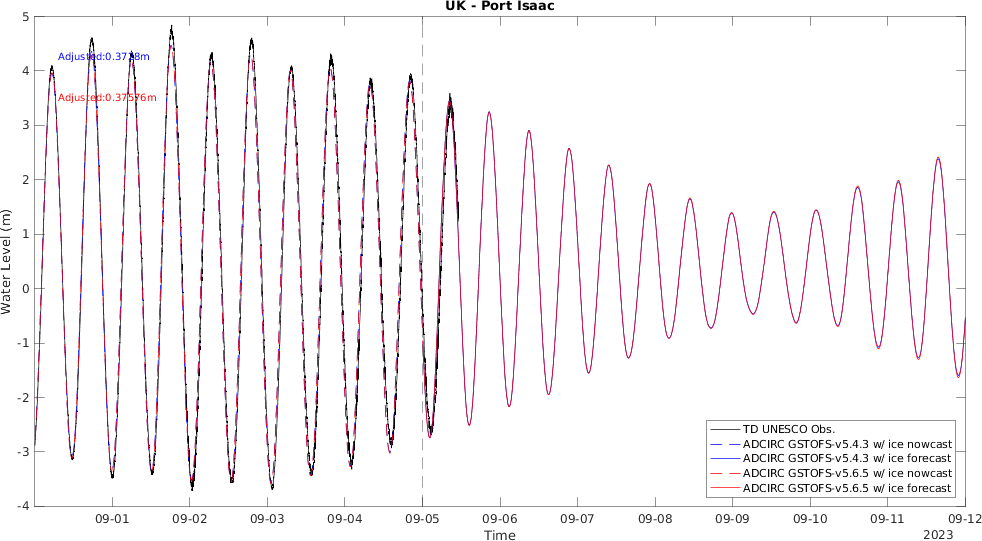 UK - Port Isaac
5
4
3
2
1
0
-1
-2
-3
-4
Water Level (m)
Adjusted:0.3718m
Adjusted:0.37576m
TD UNESCO Obs.
ADCIRC GSTOFS-v5.4.3 w/ ice nowcast
ADCIRC GSTOFS-v5.4.3 w/ ice forecast
ADCIRC GSTOFS-v5.6.5 w/ ice nowcast
ADCIRC GSTOFS-v5.6.5 w/ ice forecast
09-01 09-02 09-03 09-04 09-05 09-06 09-07 09-08 09-09 09-10 09-11 09-12
Time
2023